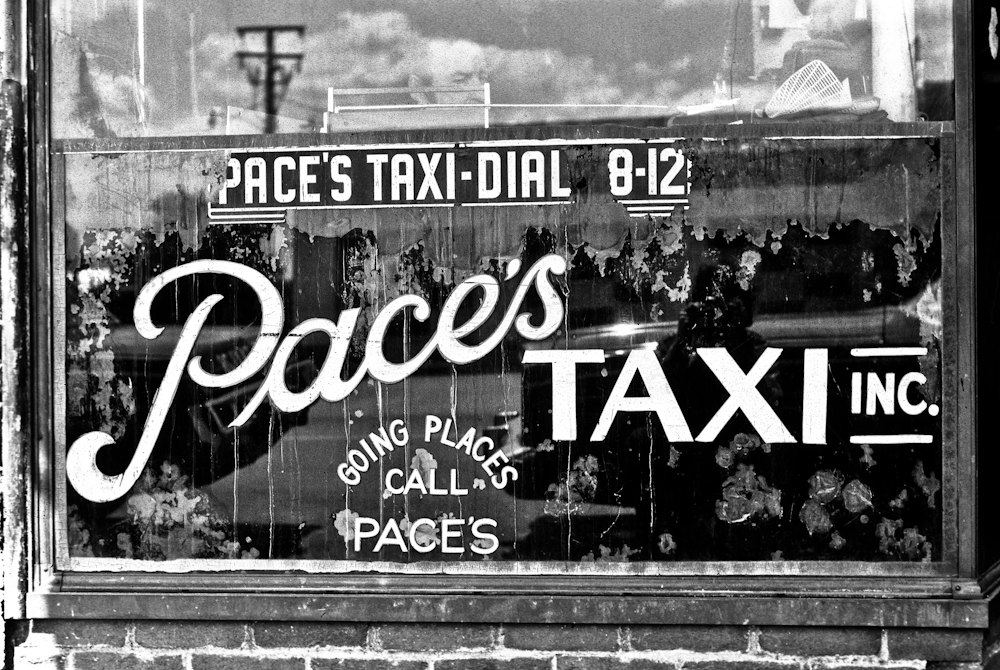 PACE'S TAXI-DIAL 8-12
Pace's
TAXI INC.
GOING PLACES
CALL
PACE'S